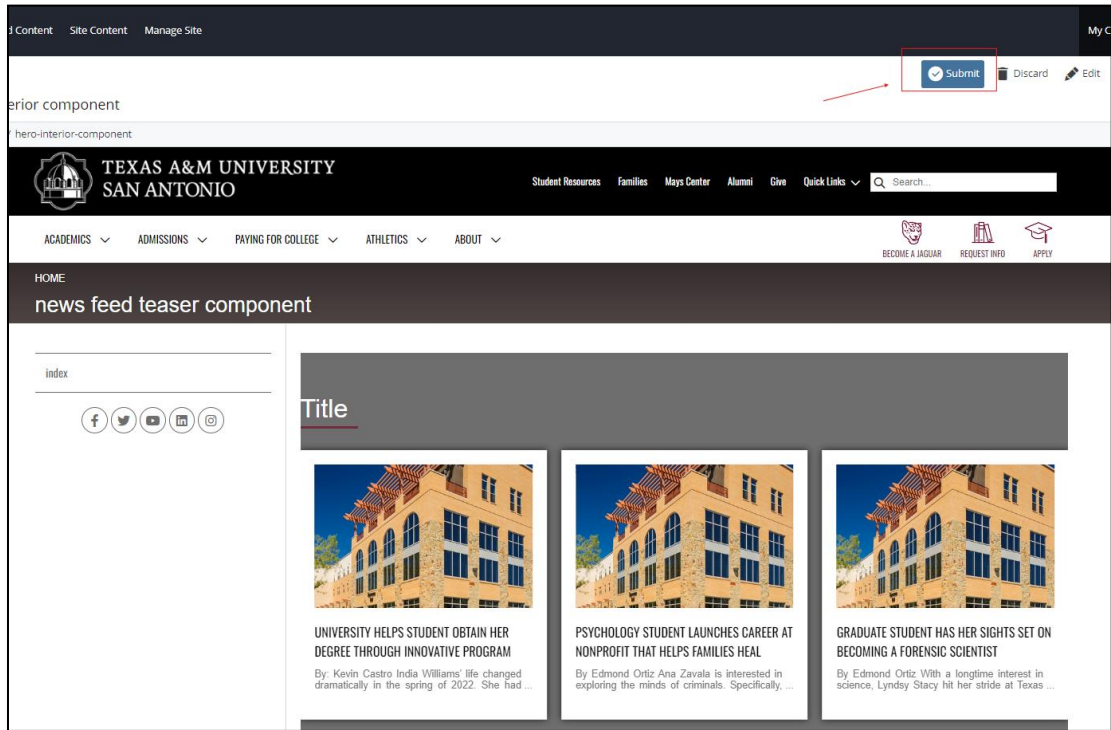 Content Site Content Manage Site My
Submit Discard Edit
erior component
/ hero-interior-component
TEXAS A&M UNIVERSITY
SAN ANTONIO
Student Resources Families Mays Center Alumni Give Quick Links Search...
ACADEMICS ADMISSIONS PAYING FOR COLLEGE ATHLETICS ABOUT
BECOME A JAGUAR REQUEST INFO APPLY
HOME
news feed teaser component
index
Title
UNIVERSITY HELPS STUDENT OBTAIN HER
DEGREE THROUGH INNOVATIVE PROGRAM
By: Kevin Castro India Williams' life changed
dramatically in the spring of 2022. She had ...
PSYCHOLOGY STUDENT LAUNCHES CAREER AT
NONPROFIT THAT HELPS FAMILIES HEAL
By Edmond Ortiz Ana Zavala is interested in
exploring the minds of criminals. Specifically, ...
GRADUATE STUDENT HAS HER SIGHTS SET ON
BECOMING A FORENSIC SCIENTIST
By Edmond Ortiz With a longtime interest in
science, Lyndsy Stacy hit her stride at Texas ...